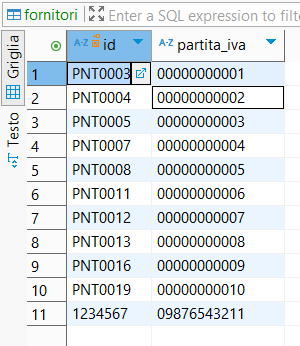 fornitori Enter a SQL expression to filte
Griglia
Testo
A-Z id A-Z partita_iva
1 PNT0003 00000000001
2 PNT0004 00000000002
3 PNT0005 00000000003
4 PNT0007 00000000004
5 PNT0008 00000000005
6 PNT0011 00000000006
7 PNT0012 00000000007
8 PNT0013 00000000008
9 PNT0016 00000000009
10 PNT0019 00000000010
11 1234567 09876543211